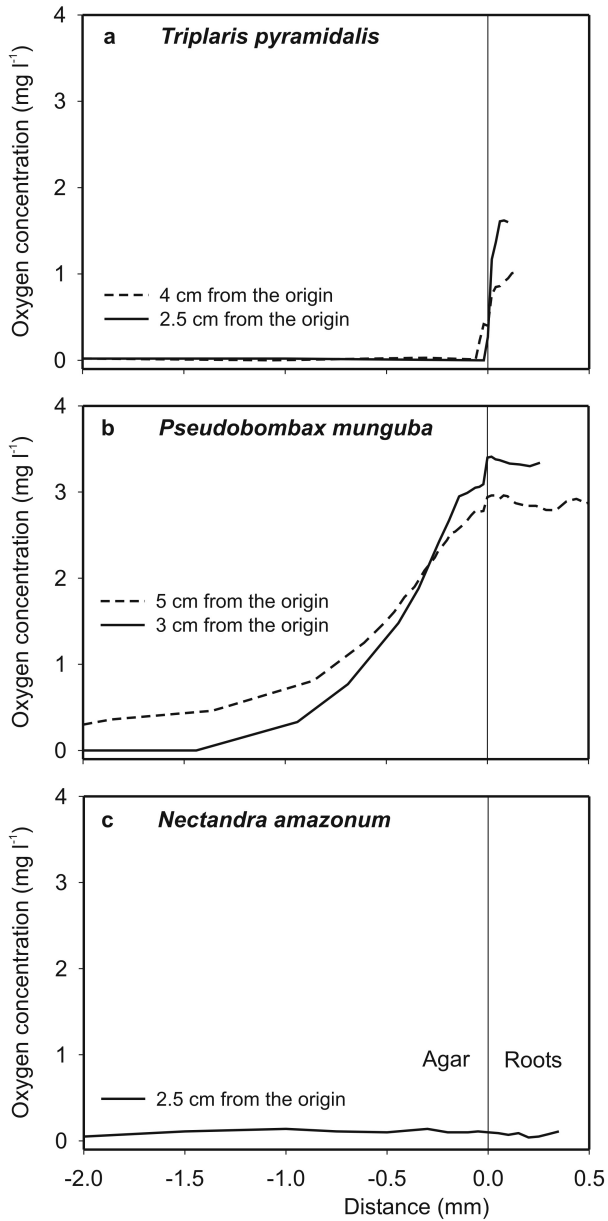 a Triplaris pyramidalis
Oxygen concentration (mg l-1)
4
3
2
1
0
4 cm from the origin
2.5 cm from the origin
b Pseudobombax munguba
Oxygen concentration (mg l-1)
4
3
2
1
0
5 cm from the origin
3 cm from the origin
c Nectandra amazonum
Oxygen concentration (mg l-1)
4
3
2
1
0
Agar Roots
2.5 cm from the origin
-2.0 -1.5 -1.0 -0.5 0.0 0.5
Distance (mm)